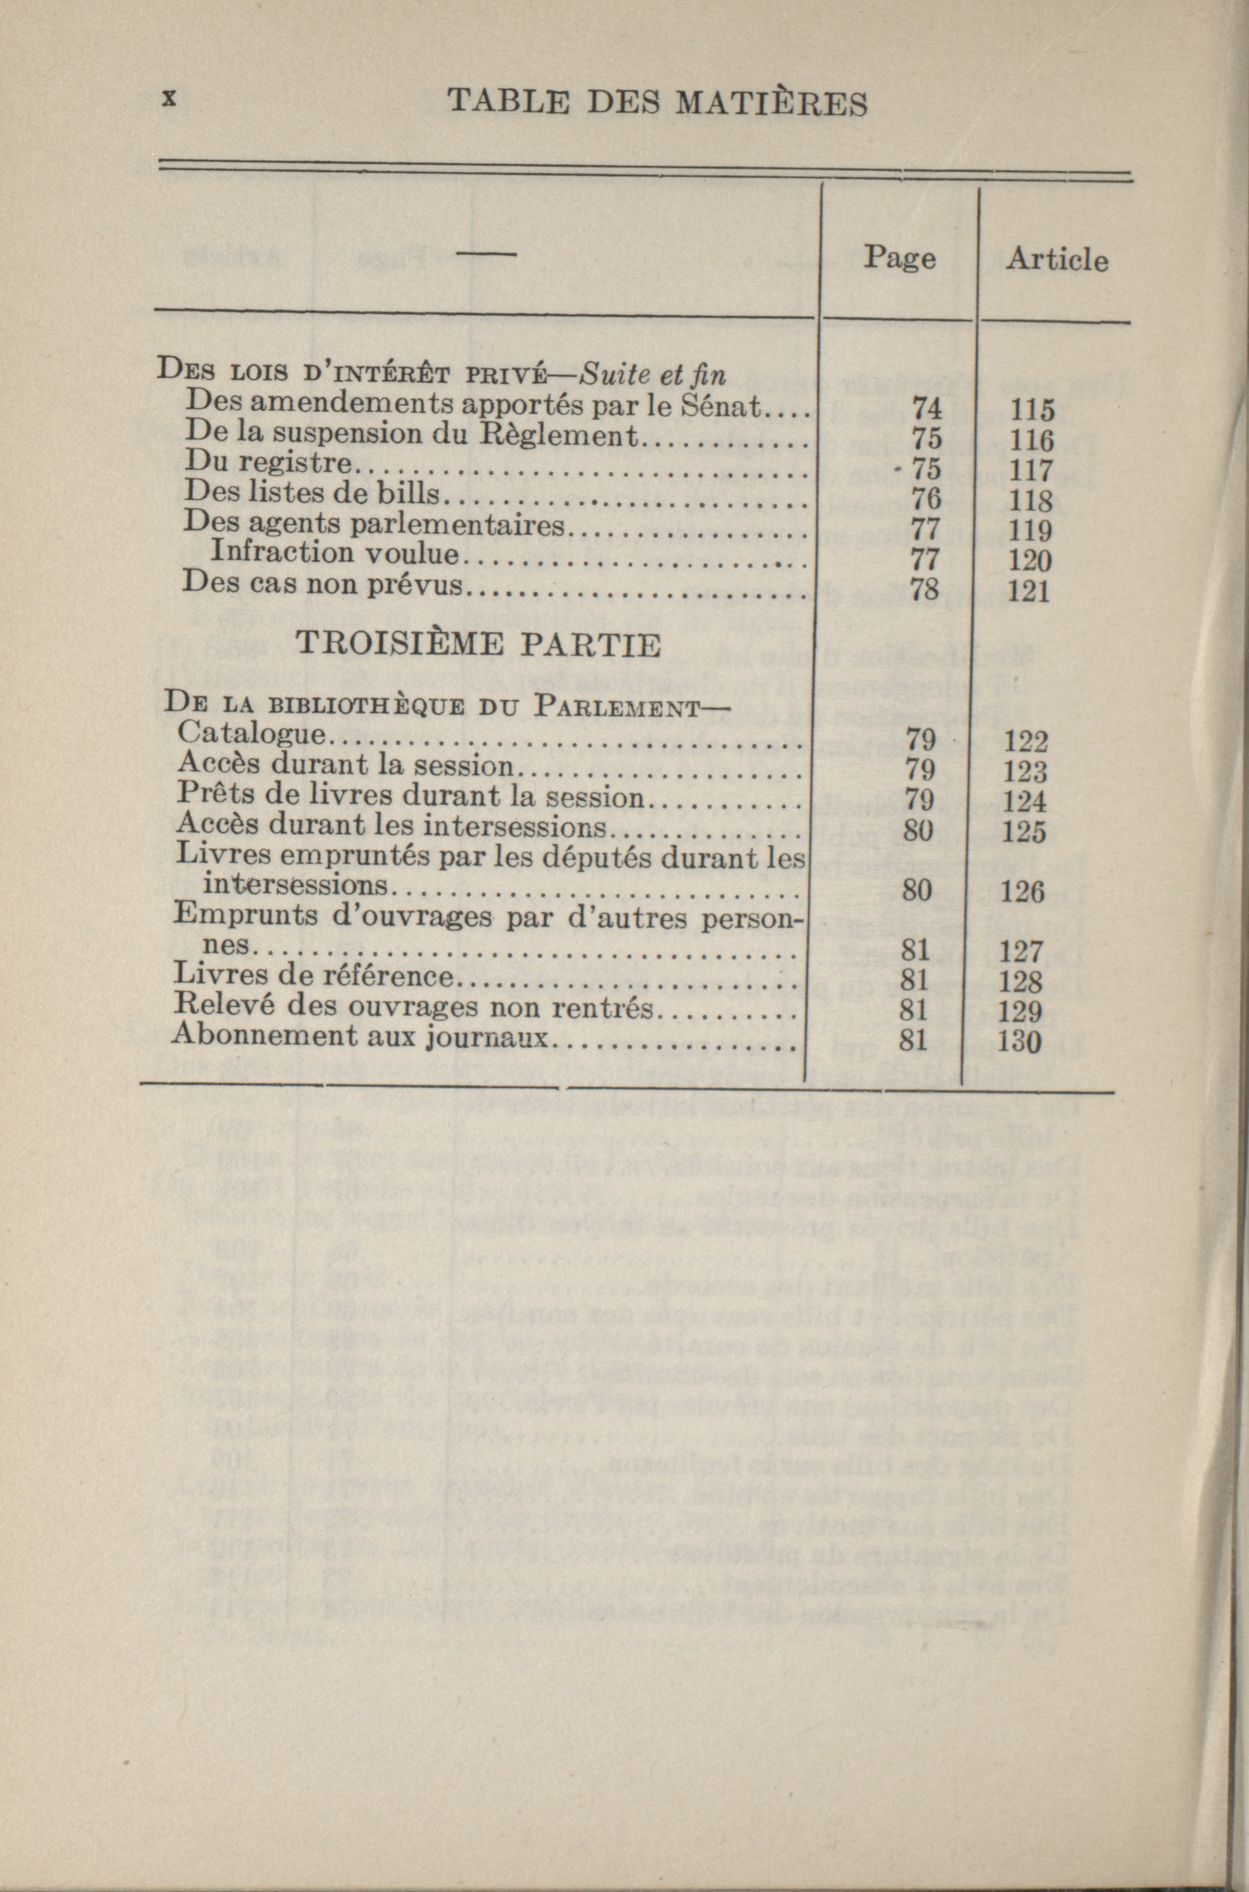 x TABLE DES MATIÈRES
— Page Article
DES LOIS D'INTÉRÊT PRIVÉ—Suite et fin
Des amendements apportés par le Sénat.... 74 115
De la suspension du Règlement............. 75 116
Du registre............................... 75 117
Des listes de bills............................ 76 118
Des agents parlementaires.................. 77 119
Infraction voulue........................ 77 120
Des cas non prévus......................... 78 121
TROISIÈME PARTIE
DE LA BIBLIOTHÈQUE DU PARLEMENT—
Catalogue................................. 79 122
Accès durant la session.................... 79 123
Prêts de livres durant la session........... 79 124
Accès durant les intersessions.............. 80 125
Livres empruntés par les députés durant les
intersessions............................ 80 126
Emprunts d'ouvrages par d'autres person-
nes...................................... 81 127
Livres de référence........................ 81 128
Relevé des ouvrages non rentrés.......... 81 129
Abonnement aux journaux................. 81 130